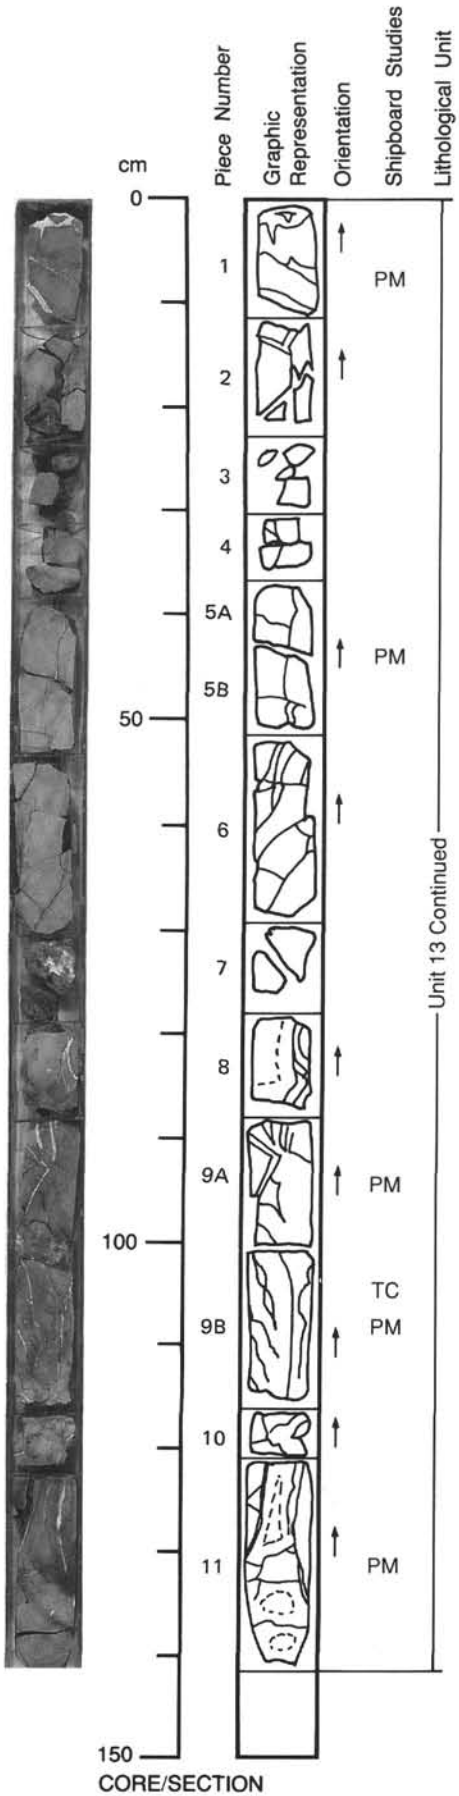 cm
Piece Number
Graphic
Representation
Orientation
Shipboard Studies
Lithological Unit
0
1
PM
2
3
4
5A
PM
5B
50
6
Unit 13 Continued
7
8
9A
PM
100
TC
9B
PM
10
11
PM
150
CORE/SECTION